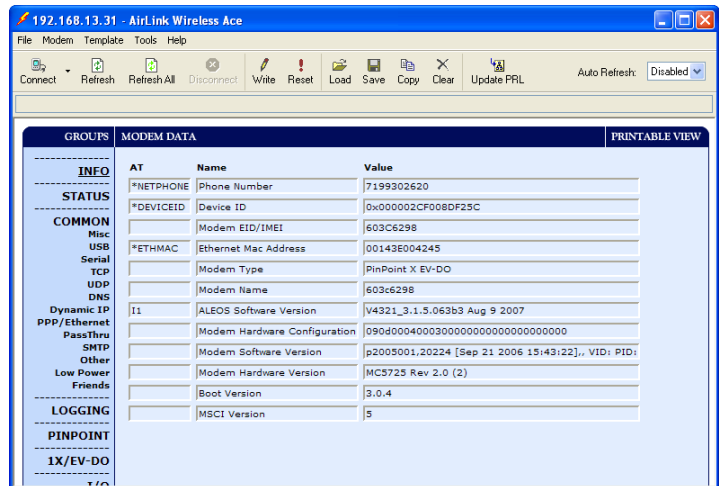 192.168.13.31 - AirLink Wireless Ace
File Modem Template Tools Help
Connect Refresh Refresh All Disconnect Write Reset Load Save Copy Clear Update PRL Auto Refresh: Disabled
GROUPS MODEM DATA PRINTABLE VIEW
INFO
STATUS
COMMON
Misc
USB
Serial
TCP
UDP
DNS
Dynamic IP
PPP/Ethernet
PassThru
SMTP
Other
Low Power
Friends
LOGGING
PINPOINT
1X/EV-DO
I/O
AT Name Value
*NETPHONE Phone Number 7199302620
*DEVICEID Device ID 0x000002CF008DF25C
Modem EID/IMEI 603C6298
*ETHMAC Ethernet Mac Address 00143E004245
Modem Type PinPoint X EV-DO
Modem Name 603c6298
I1 ALEOS Software Version V4321_3.1.5.063b3 Aug 9 2007
Modem Hardware Configuration 090d0004000300000000000000000000
Modem Software Version p2005001,20224 [Sep 21 2006 15:43:22],, VID: PID:
Modem Hardware Version MC5725 Rev 2.0 (2)
Boot Version 3.0.4
MSCI Version 5